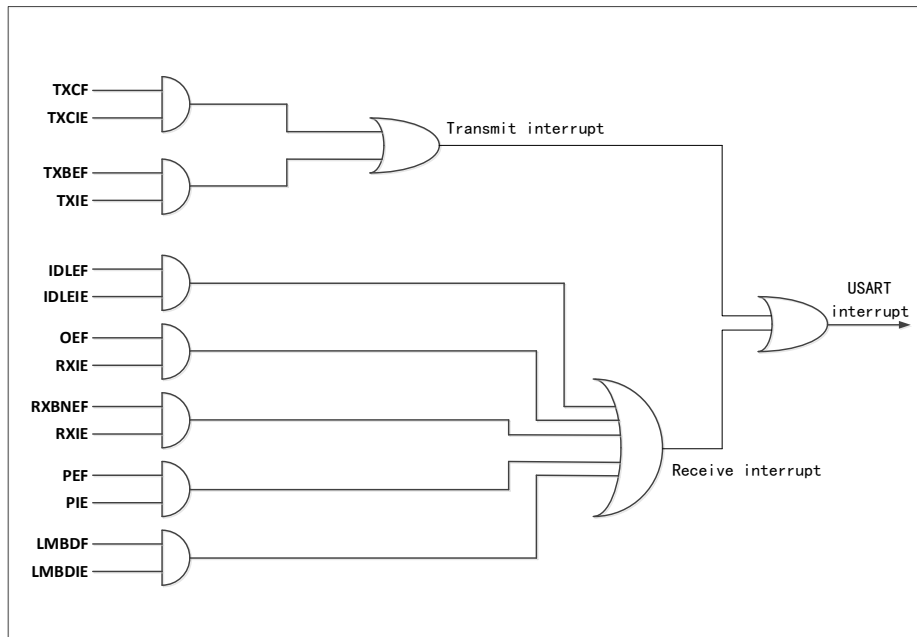 TXCF
TXCIE
Transmit interrupt
TXBEF
TXIE
IDLEF
IDLEIE
USART
interrupt
OEF
RXIE
RXBNEF
RXIE
PEF
Receive interrupt
PIE
LMBDF
LMBDIE